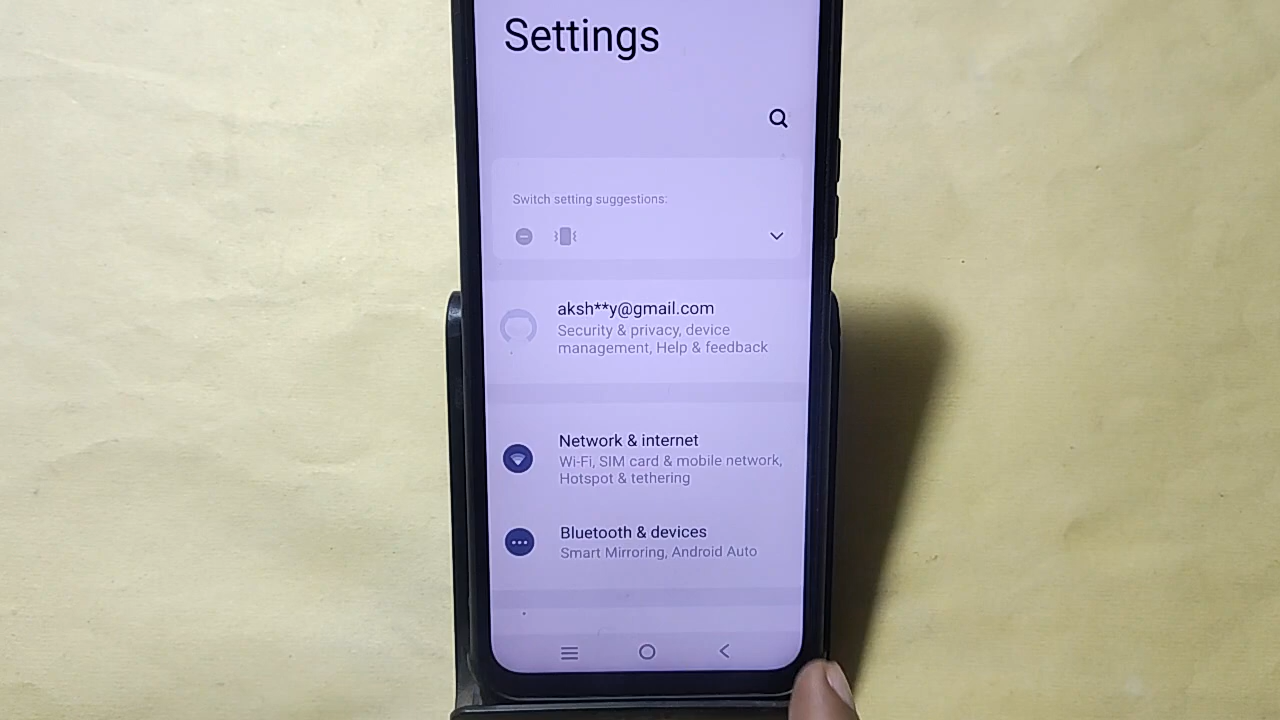 Settings
Switch setting suggestions:
aksh**y@gmail.com
Security & privacy, device
management, Help & feedback
Network & internet
Wi-Fi, SIM card & mobile network,
Hotspot & tethering
Bluetooth & devices
Smart Mirroring, Android Auto